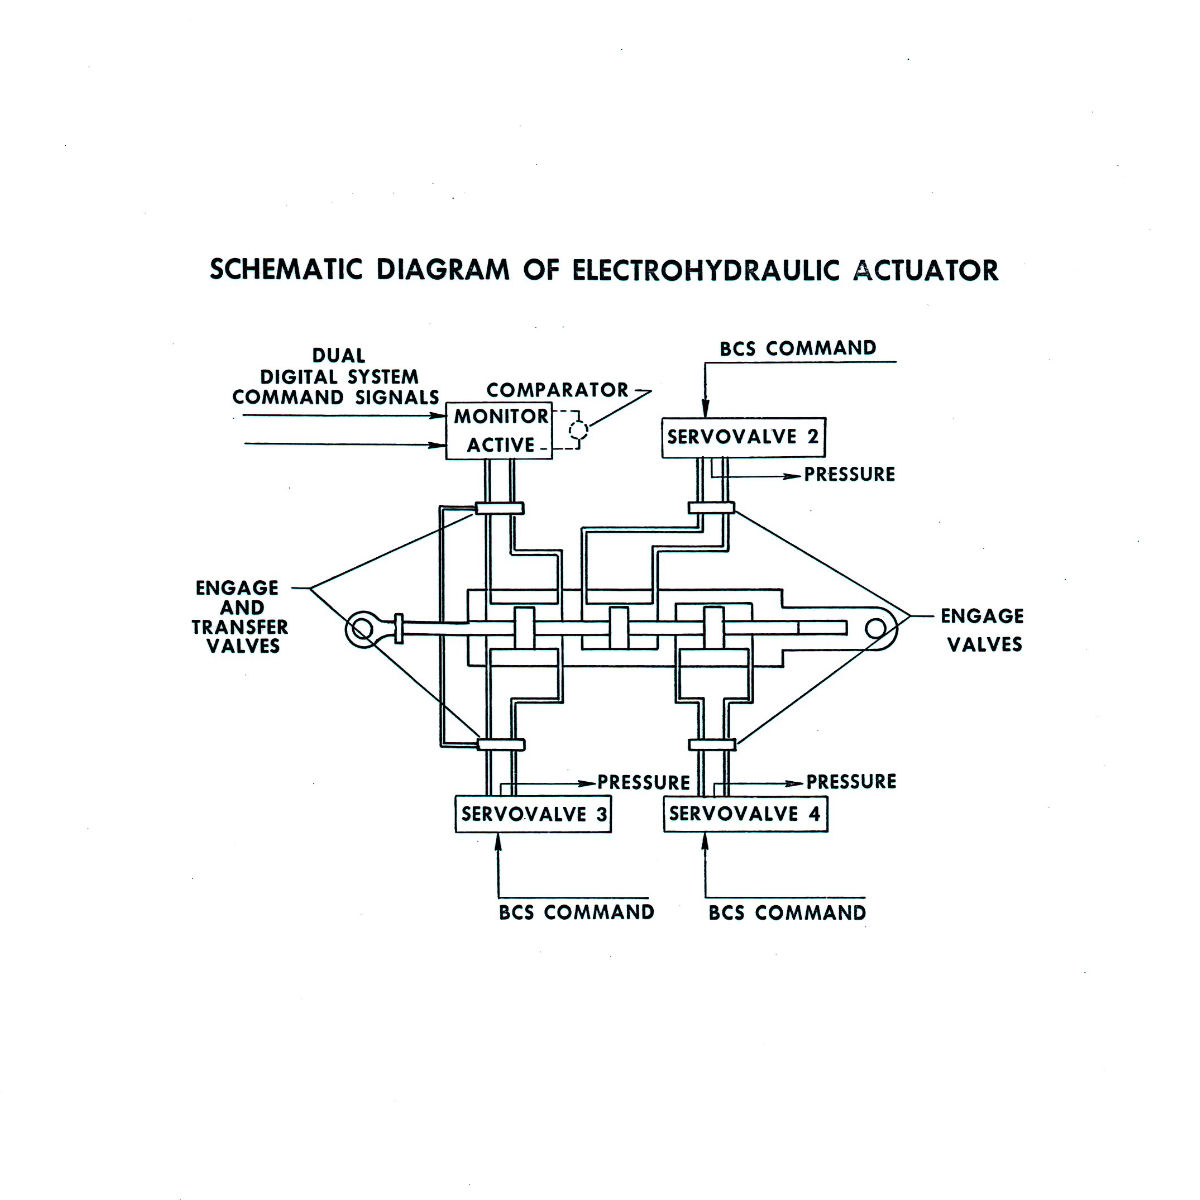 SCHEMATIC DIAGRAM OF ELECTROHYDRAULIC ACTUATOR
BCS COMMAND
DUAL
DIGITAL SYSTEM
COMMAND SIGNALS
COMPARATOR
MONITOR
ACTIVE
SERVOVALVE 2
PRESSURE
ENGAGE
AND
TRANSFER
VALVES
ENGAGE
VALVES
PRESSURE
PRESSURE
SERVOVALVE 3
SERVOVALVE 4
BCS COMMAND
BCS COMMAND